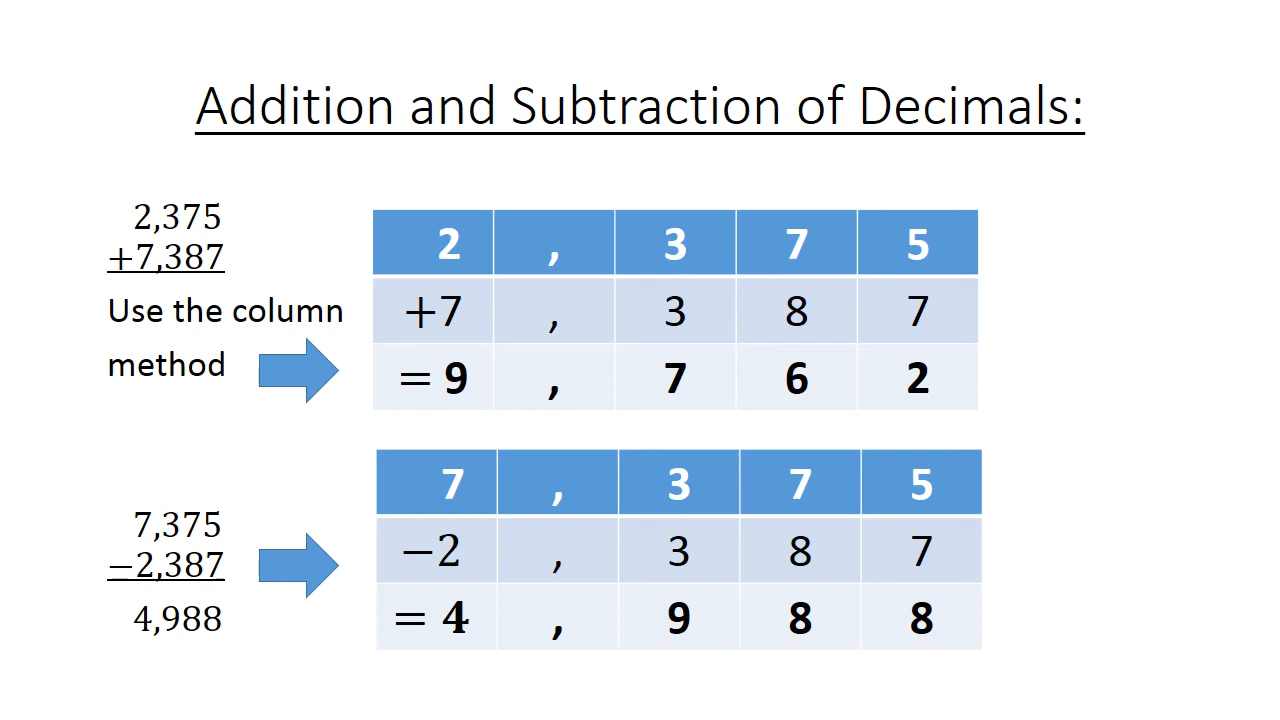 Addition and Subtraction of Decimals:
2,375
+7,387
Use the column
method
2 , 3 7 5
+7 , 3 8 7
= 9 , 7 6 2
7,375
−2,387
4,988
7 , 3 7 5
−2 , 3 8 7
= 4 , 9 8 8